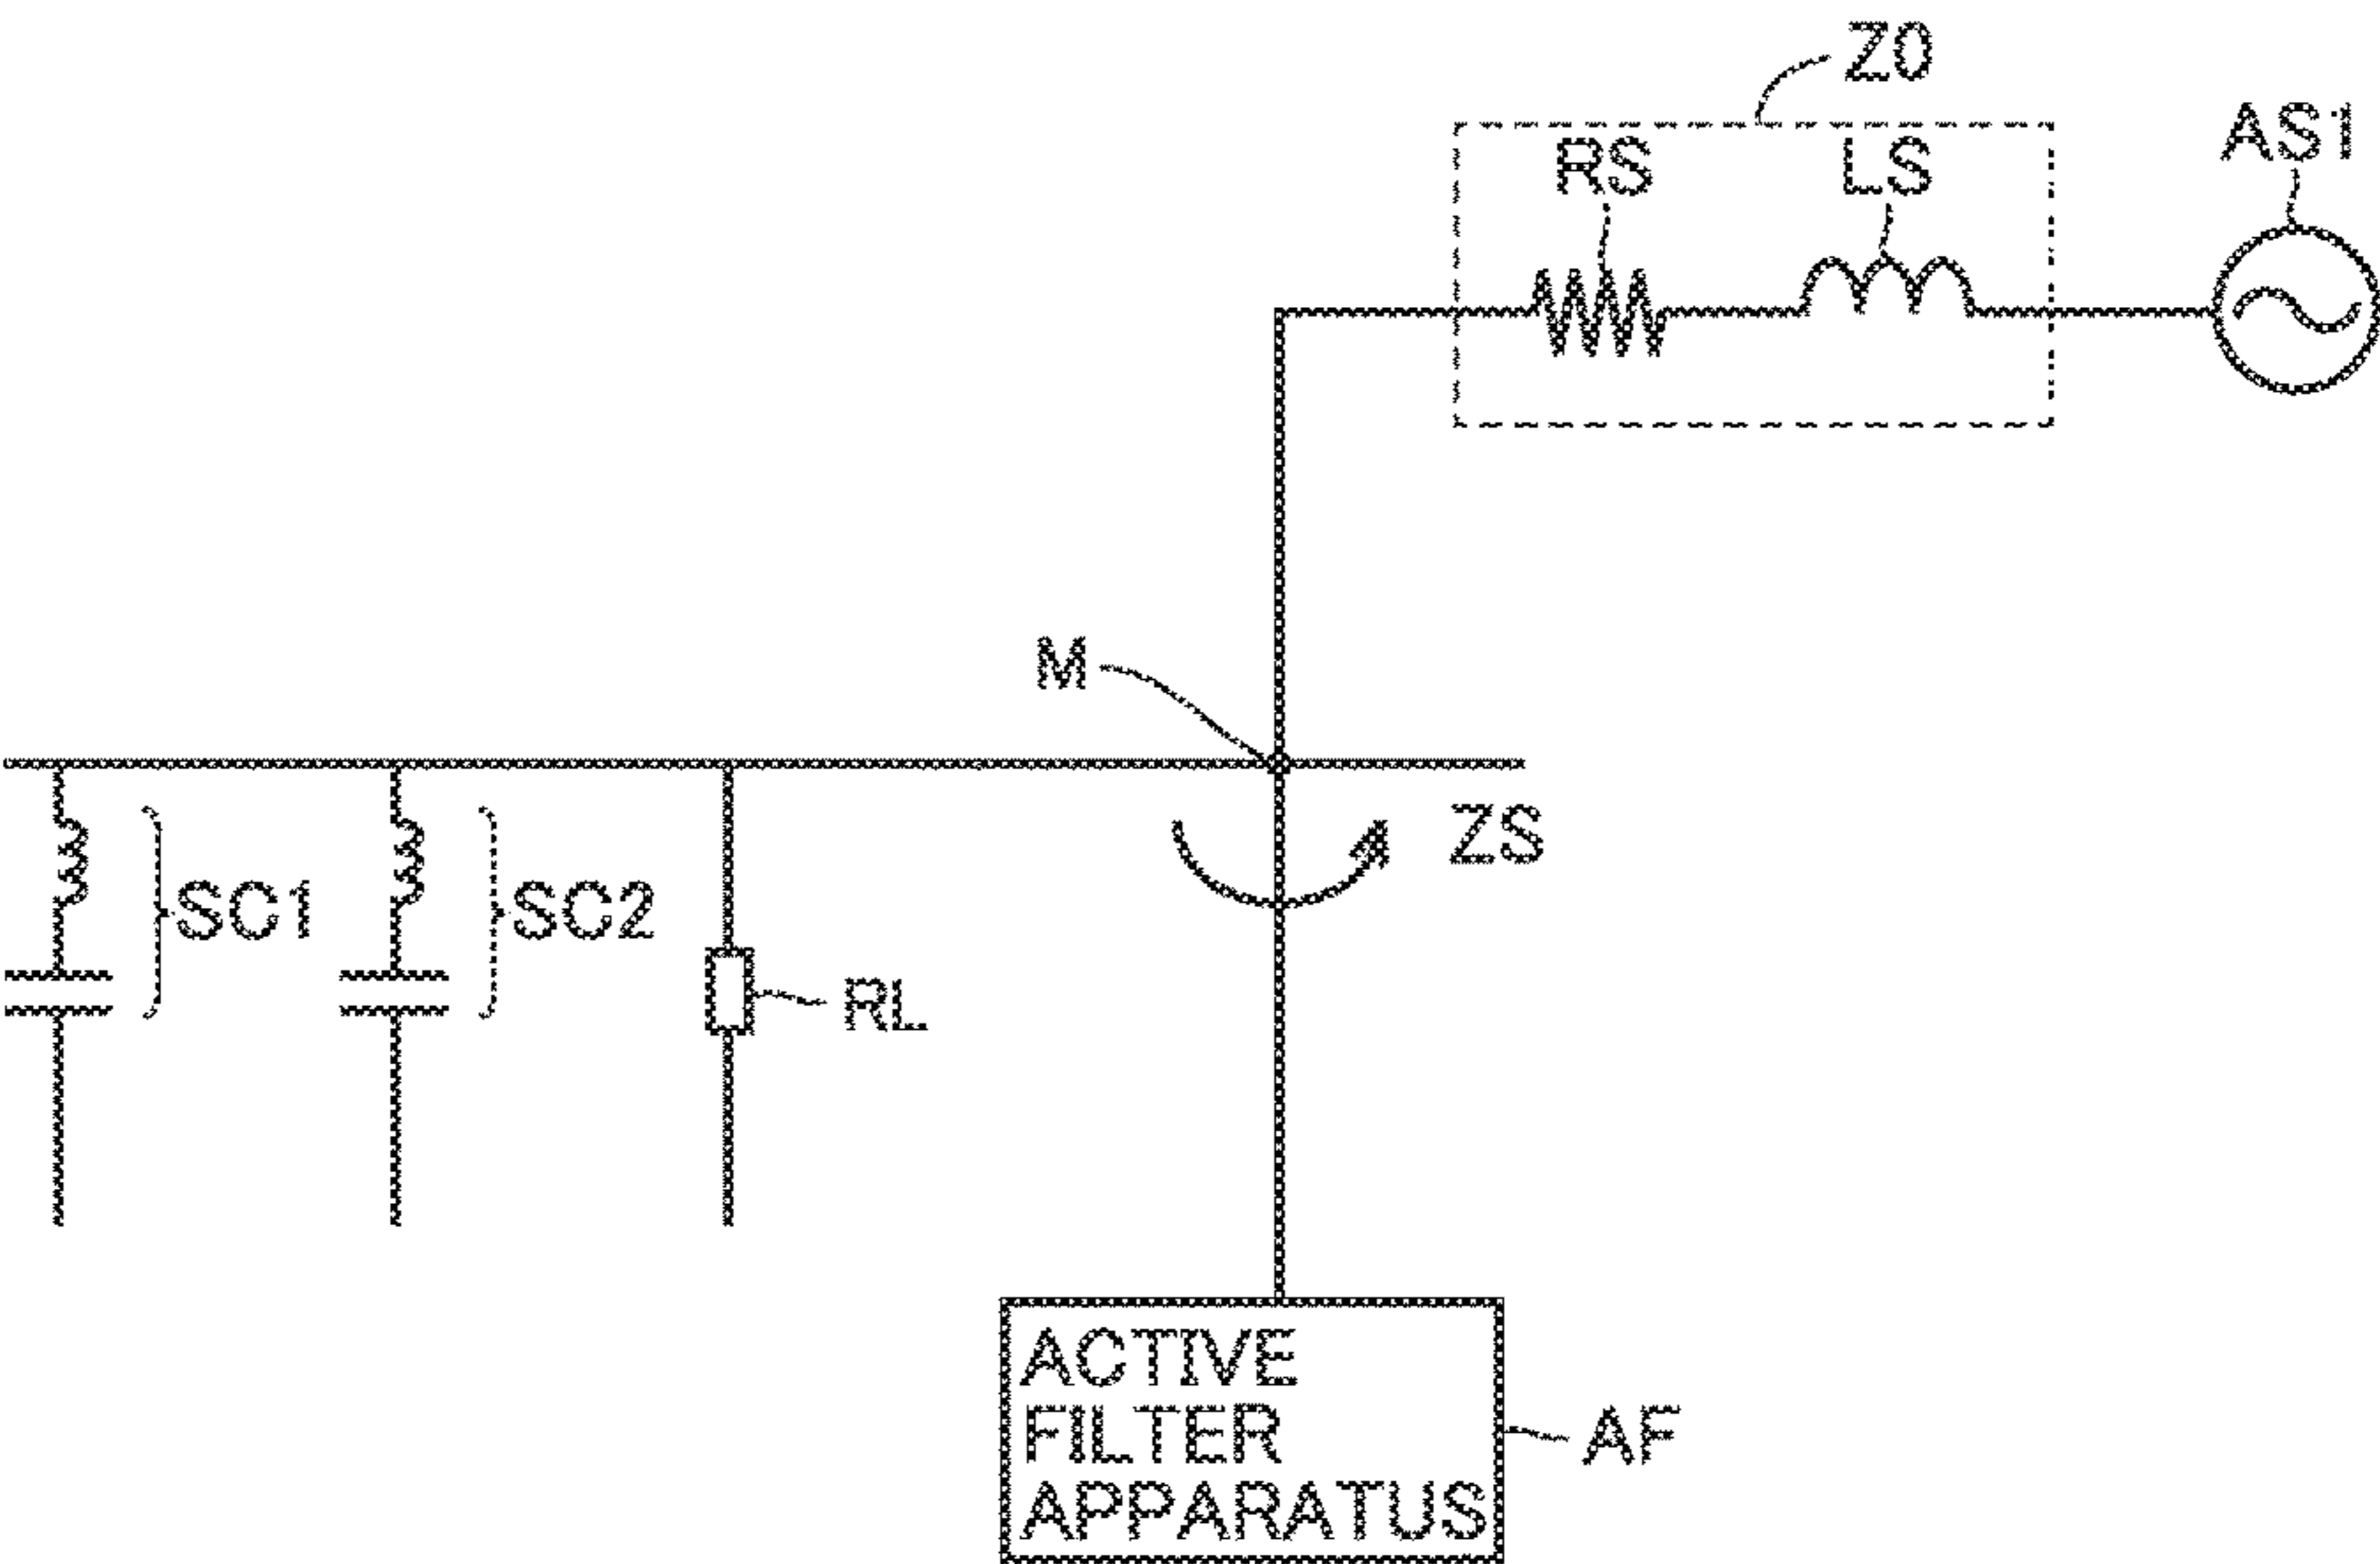 Z0
AS1
RS
LS
M
ZS
SC1
SC2
RL
ACTIVE
FILTER
APPARATUS
AF